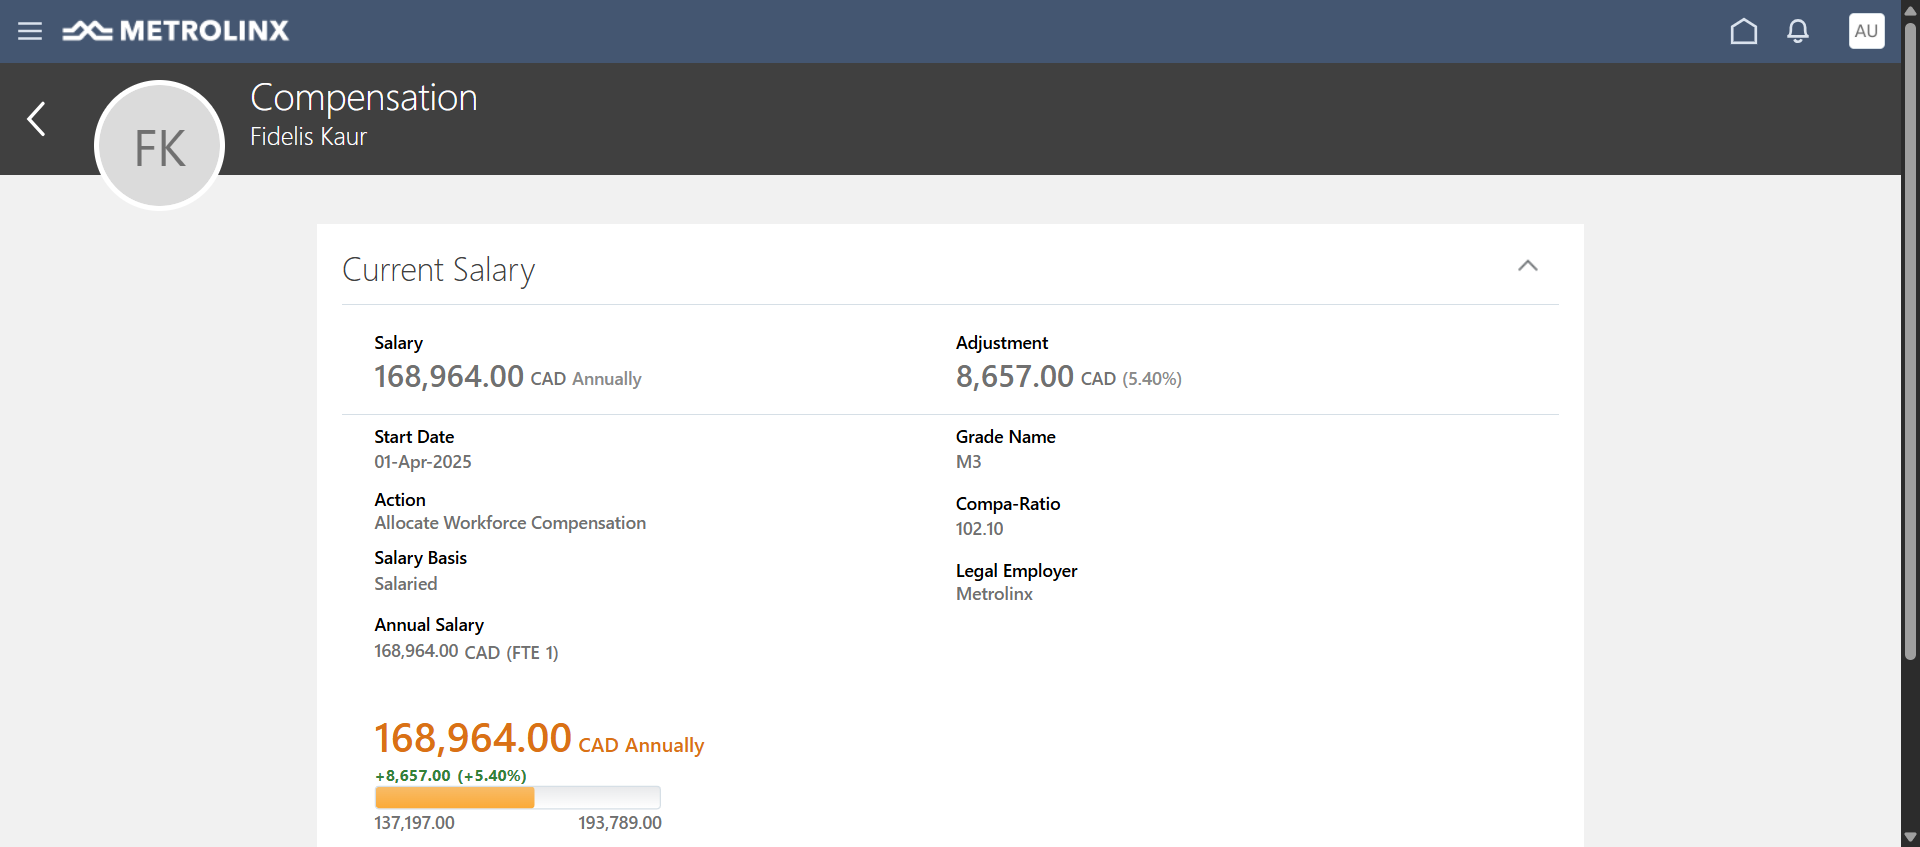 METROLINX
AU
Compensation
Fidelis Kaur
FK
Current Salary
Salary
168,964.00 CAD Annually
Adjustment
8,657.00 CAD (5.40%)
Start Date
01-Apr-2025
Action
Allocate Workforce Compensation
Salary Basis
Salaried
Annual Salary
168,964.00 CAD (FTE 1)
Grade Name
M3
Compa-Ratio
102.10
Legal Employer
Metrolinx
168,964.00 CAD Annually
+8,657.00 (+5.40%)
137,197.00 193,789.00